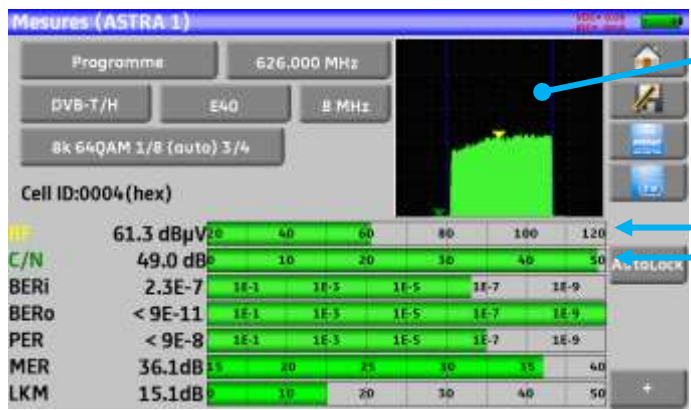 Mesures (ASTRA 1)
Programme 626.000 MHz
DVB-T/H E40 8 MHz
8k 64QAM 1/8 (auto) 3/4
Cell ID:0004(hex)
RF 61.3 dBµV 20 40 60 80 100 120
C/N 49.0 dB 0 10 20 30 40 50 AutoLock
BERi 2.3E-7 1E-1 1E-3 1E-5 1E-7 1E-9
BERo < 9E-11 1E-1 1E-3 1E-5 1E-7 1E-9
PER < 9E-8 1E-1 1E-3 1E-5 1E-7 1E-9
MER 36.1dB 15 20 25 30 35 40
LKM 15.1dB 0 10 20 30 40 50 +